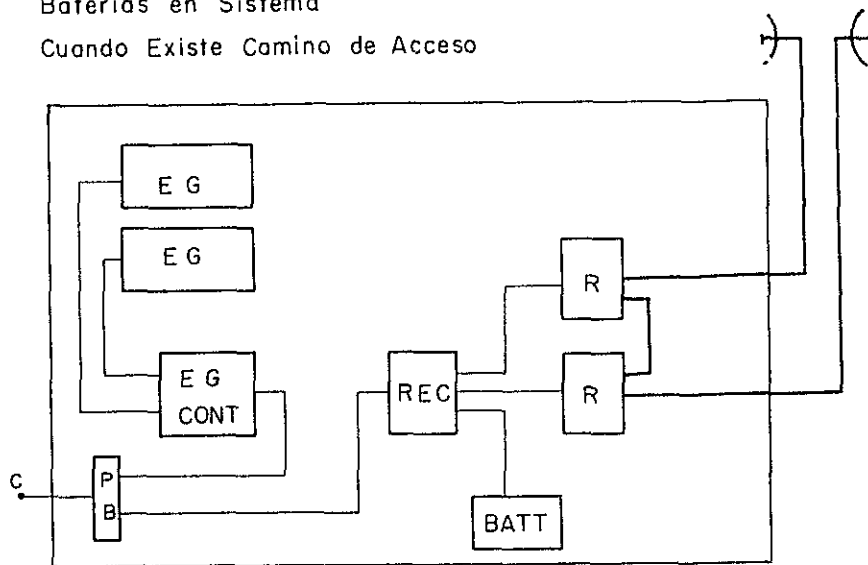 Baterías en Sistema
Cuando Existe Camino de Acceso
E G
E G
R
E G
CONT
REC
R
C
P
B
BATT